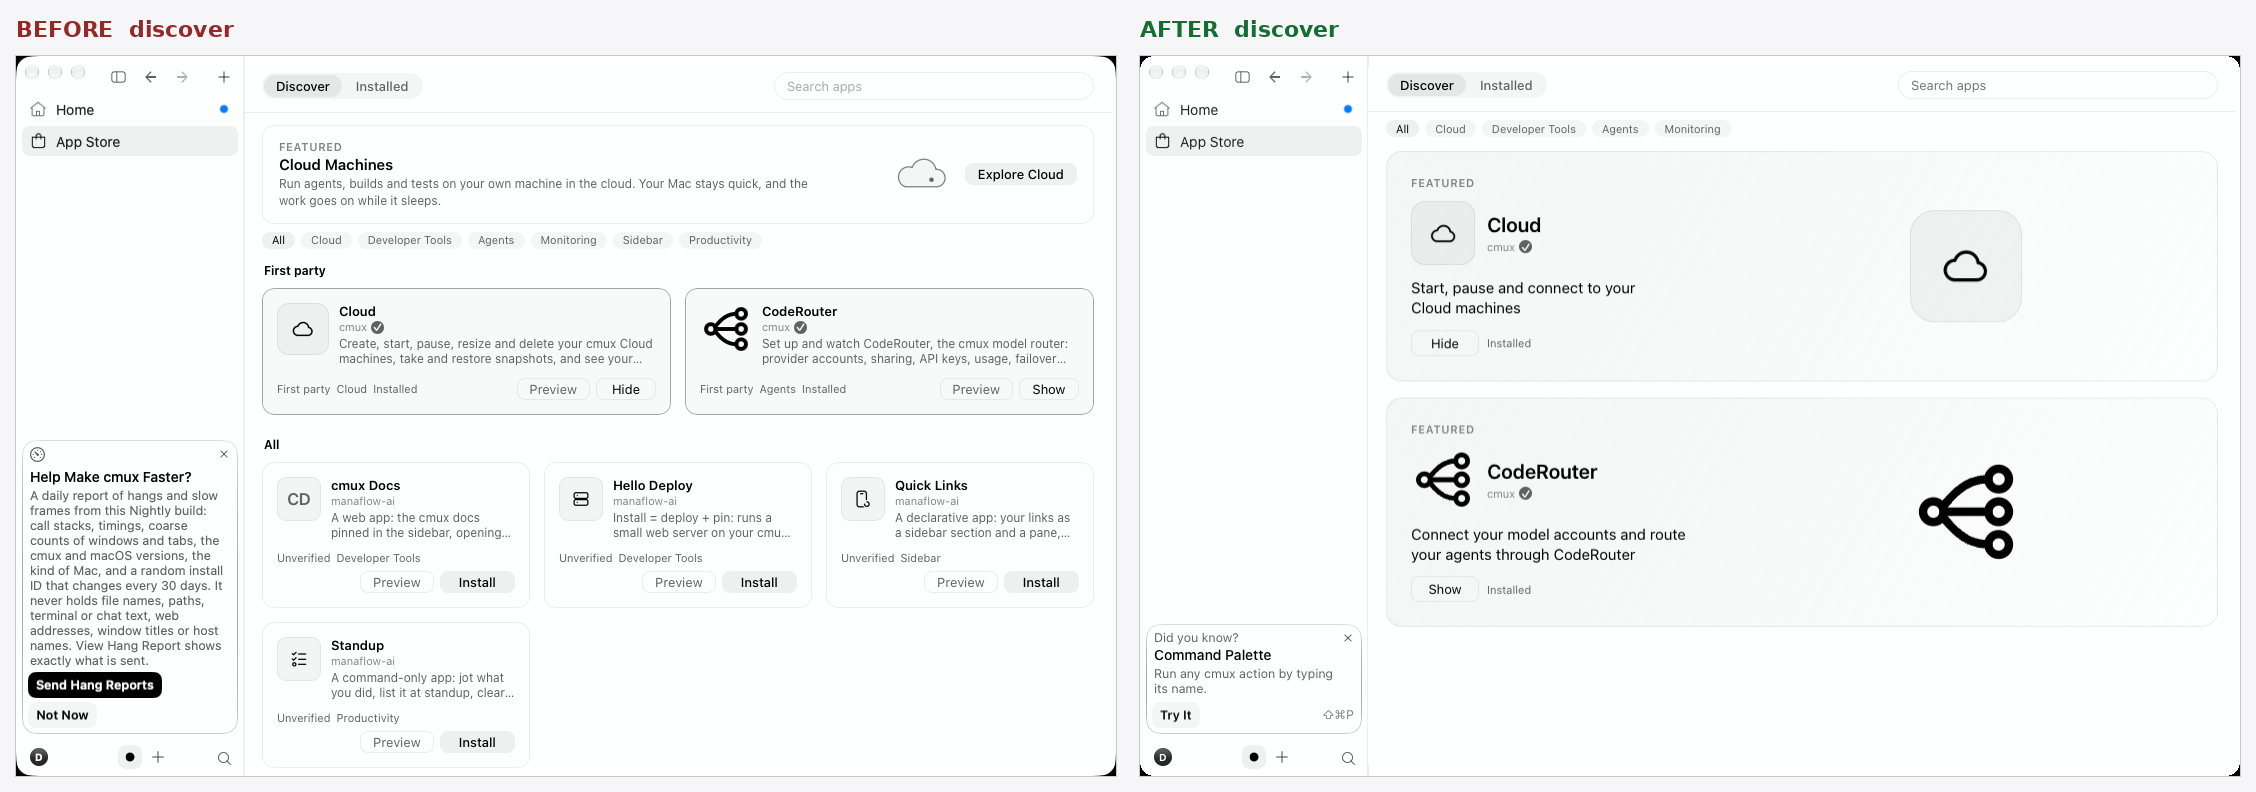 BEFORE discover
Home
App Store
Help Make cmux Faster?
A daily report of hangs and slow
frames from this Nightly build:
call stacks, timings, coarse
counts of windows and tabs, the
cmux and macOS versions, the
kind of Mac, and a random install
ID that changes every 30 days. It
never holds file names, paths,
terminal or chat text, web
addresses, window titles or host
names. View Hang Report shows
exactly what is sent.
Send Hang Reports
Not Now
D
Discover Installed
Search apps
FEATURED
Cloud Machines
Run agents, builds and tests on your own machine in the cloud. Your Mac stays quick, and the
work goes on while it sleeps.
Explore Cloud
All Cloud Developer Tools Agents Monitoring Sidebar Productivity
First party
Cloud
cmux
Create, start, pause, resize and delete your cmux Cloud
machines, take and restore snapshots, and see your...
First party Cloud Installed
Preview Hide
CodeRouter
cmux
Set up and watch CodeRouter, the cmux model router:
provider accounts, sharing, API keys, usage, failover...
First party Agents Installed
Preview Show
All
CD
cmux Docs
manaflow-ai
A web app: the cmux docs
pinned in the sidebar, opening...
Unverified Developer Tools
Preview Install
Hello Deploy
manaflow-ai
Install = deploy + pin: runs a
small web server on your cmu...
Unverified Developer Tools
Preview Install
Quick Links
manaflow-ai
A declarative app: your links as
a sidebar section and a pane,...
Unverified Sidebar
Preview Install
Standup
manaflow-ai
A command-only app: jot what
you did, list it at standup, clear...
Unverified Productivity
Preview Install
AFTER discover
Home
App Store
Did you know?
Command Palette
Run any cmux action by typing
its name.
Try It ⇧⌘P
D
Discover Installed
Search apps
All Cloud Developer Tools Agents Monitoring
FEATURED
Cloud
cmux
Start, pause and connect to your
Cloud machines
Hide Installed
FEATURED
CodeRouter
cmux
Connect your model accounts and route
your agents through CodeRouter
Show Installed